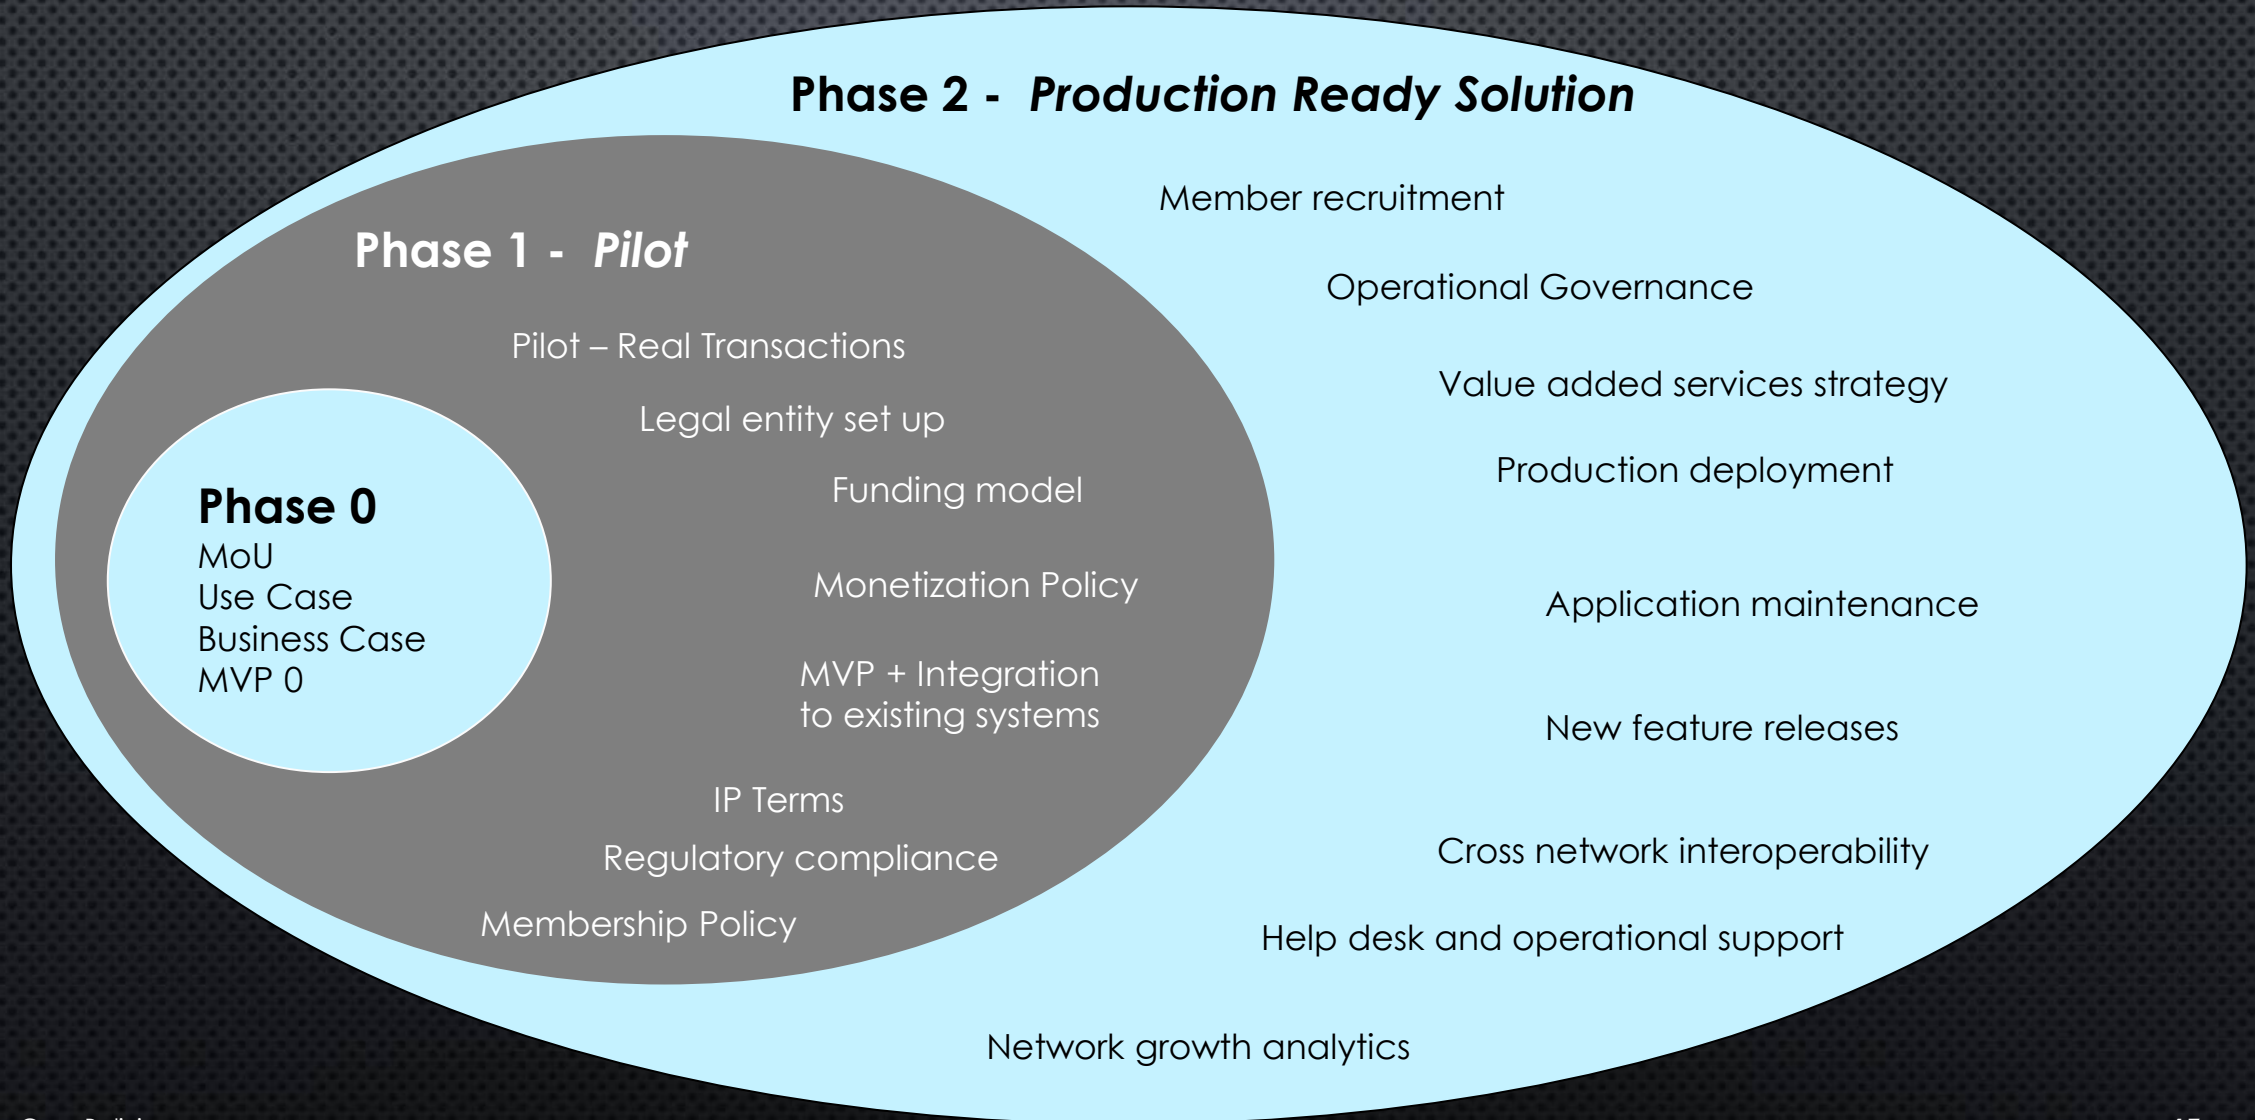 Phase 2 - Production Ready Solution
Member recruitment
Operational Governance
Value added services strategy
Production deployment
Application maintenance
New feature releases
Cross network interoperability
Help desk and operational support
Network growth analytics
Phase 1 - Pilot
Pilot – Real Transactions
Legal entity set up
Funding model
Monetization Policy
MVP + Integration
to existing systems
IP Terms
Regulatory compliance
Membership Policy
Phase 0
MoU
Use Case
Business Case
MVP 0